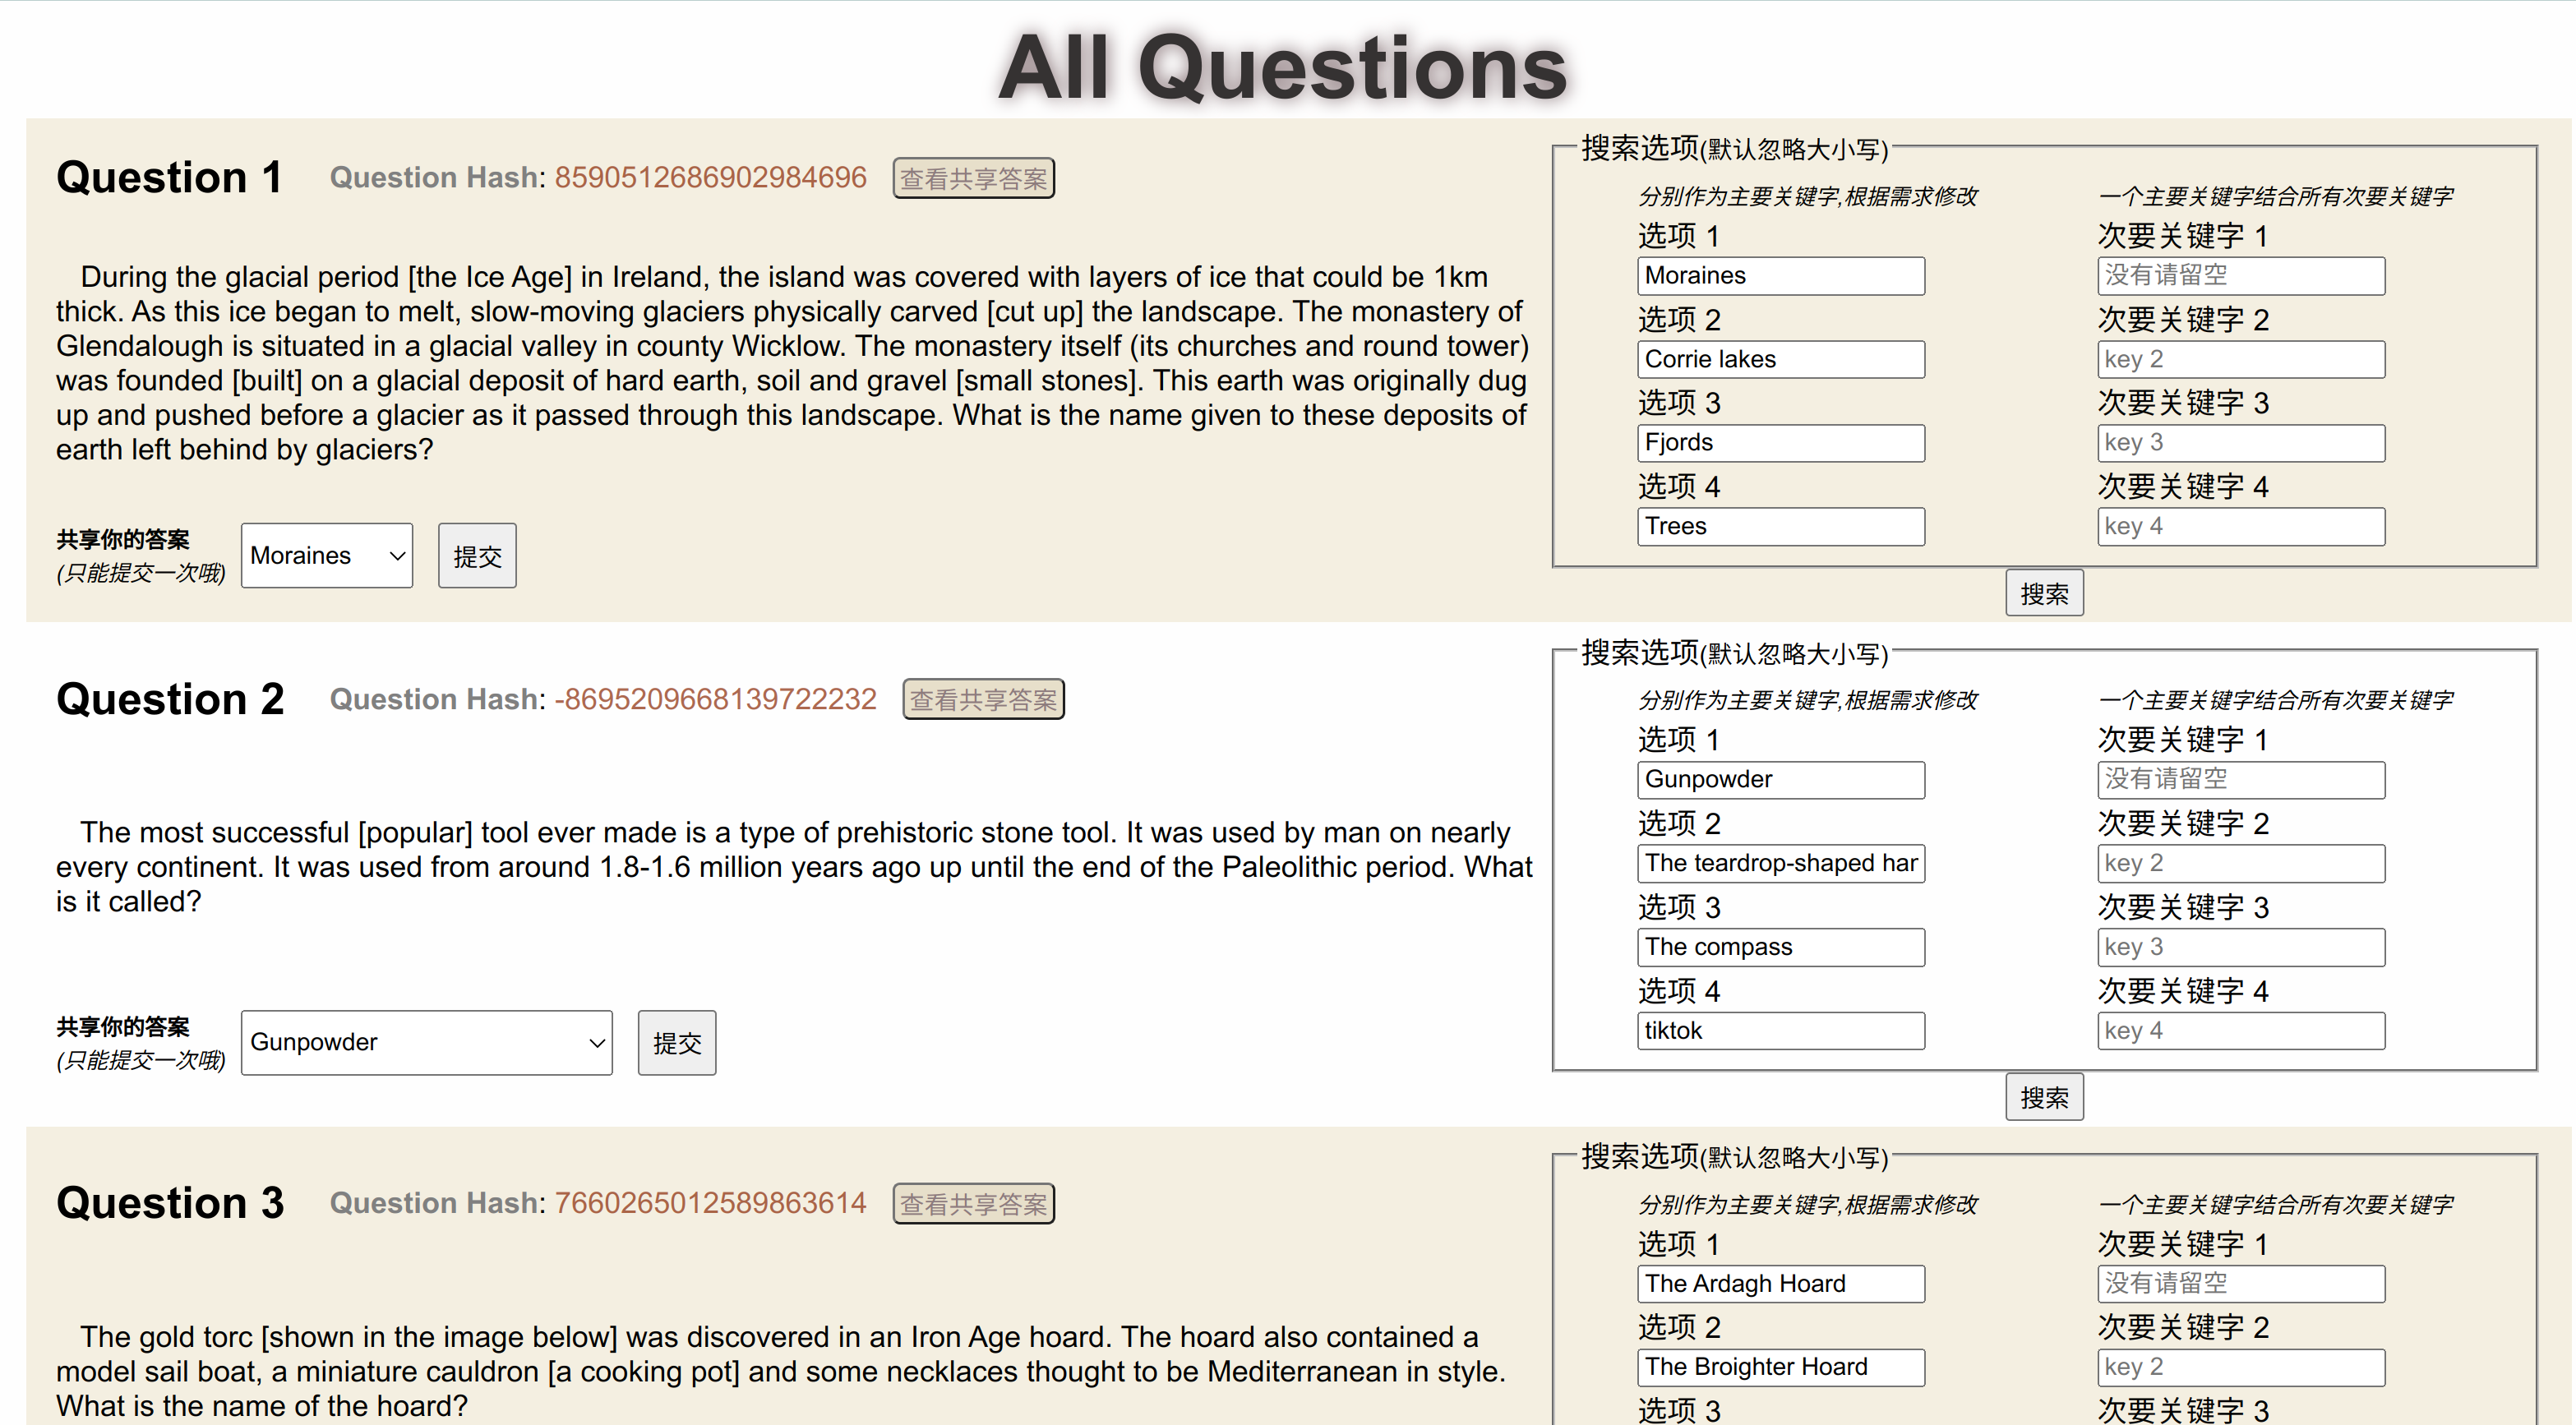 All Questions
Question 1 Question Hash: 8590512686902984696 查看共享答案
During the glacial period [the Ice Age] in Ireland, the island was covered with layers of ice that could be 1km
thick. As this ice began to melt, slow-moving glaciers physically carved [cut up] the landscape. The monastery of
Glendalough is situated in a glacial valley in county Wicklow. The monastery itself (its churches and round tower)
was founded [built] on a glacial deposit of hard earth, soil and gravel [small stones]. This earth was originally dug
up and pushed before a glacier as it passed through this landscape. What is the name given to these deposits of
earth left behind by glaciers?
共享你的答案
(只能提交一次哦)
Moraines
提交
搜索选项(默认忽略大小写)
分别作为主要关键字,根据需求修改
选项 1
Moraines
选项 2
Corrie lakes
选项 3
Fjords
选项 4
Trees
一个主要关键字结合所有次要关键字
次要关键字 1
没有请留空
次要关键字 2
key 2
次要关键字 3
key 3
次要关键字 4
key 4
搜索
Question 2 Question Hash: -8695209668139722232 查看共享答案
The most successful [popular] tool ever made is a type of prehistoric stone tool. It was used by man on nearly
every continent. It was used from around 1.8-1.6 million years ago up until the end of the Paleolithic period. What
is it called?
共享你的答案
(只能提交一次哦)
Gunpowder
提交
搜索选项(默认忽略大小写)
分别作为主要关键字,根据需求修改
选项 1
Gunpowder
选项 2
The teardrop-shaped har
选项 3
The compass
选项 4
tiktok
一个主要关键字结合所有次要关键字
次要关键字 1
没有请留空
次要关键字 2
key 2
次要关键字 3
key 3
次要关键字 4
key 4
搜索
Question 3 Question Hash: 7660265012589863614 查看共享答案
The gold torc [shown in the image below] was discovered in an Iron Age hoard. The hoard also contained a
model sail boat, a miniature cauldron [a cooking pot] and some necklaces thought to be Mediterranean in style.
What is the name of the hoard?
搜索选项(默认忽略大小写)
分别作为主要关键字,根据需求修改
选项 1
The Ardagh Hoard
选项 2
The Broighter Hoard
选项 3
一个主要关键字结合所有次要关键字
次要关键字 1
没有请留空
次要关键字 2
key 2
次要关键字 3